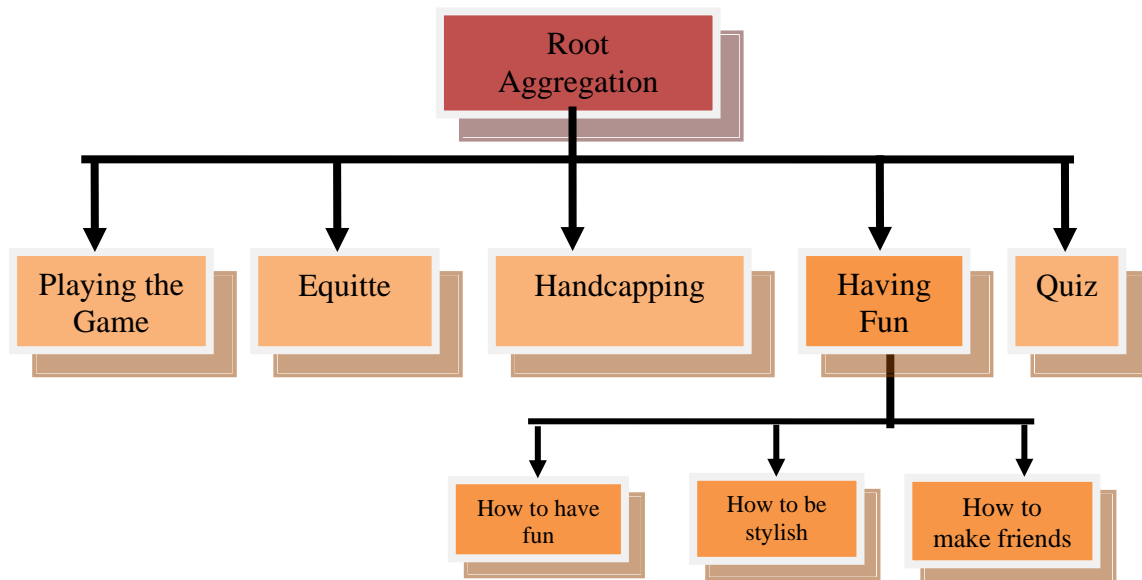 Root
Aggregation
Playing the
Game
Equitte
Handcapping
Having
Fun
Quiz
How to have
fun
How to be
stylish
How to
make friends